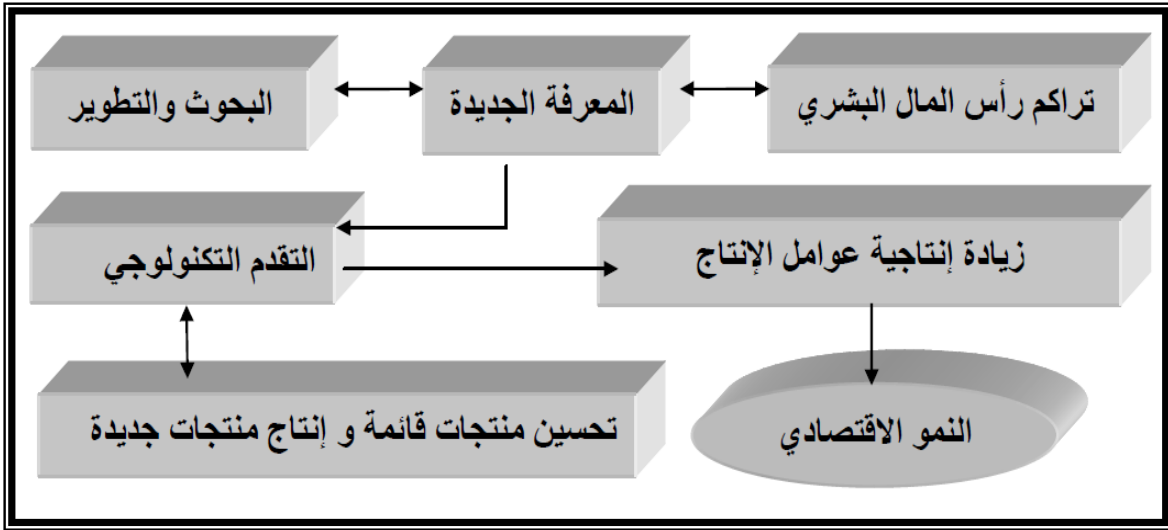 تراكم رأس المال البشري
المعرفة الجديدة
البحوث والتطوير
زيادة إنتاجية عوامل الإنتاج
التقدم التكنولوجي
تحسين منتجات قائمة و إنتاج منتجات جديدة
النمو الاقتصادي